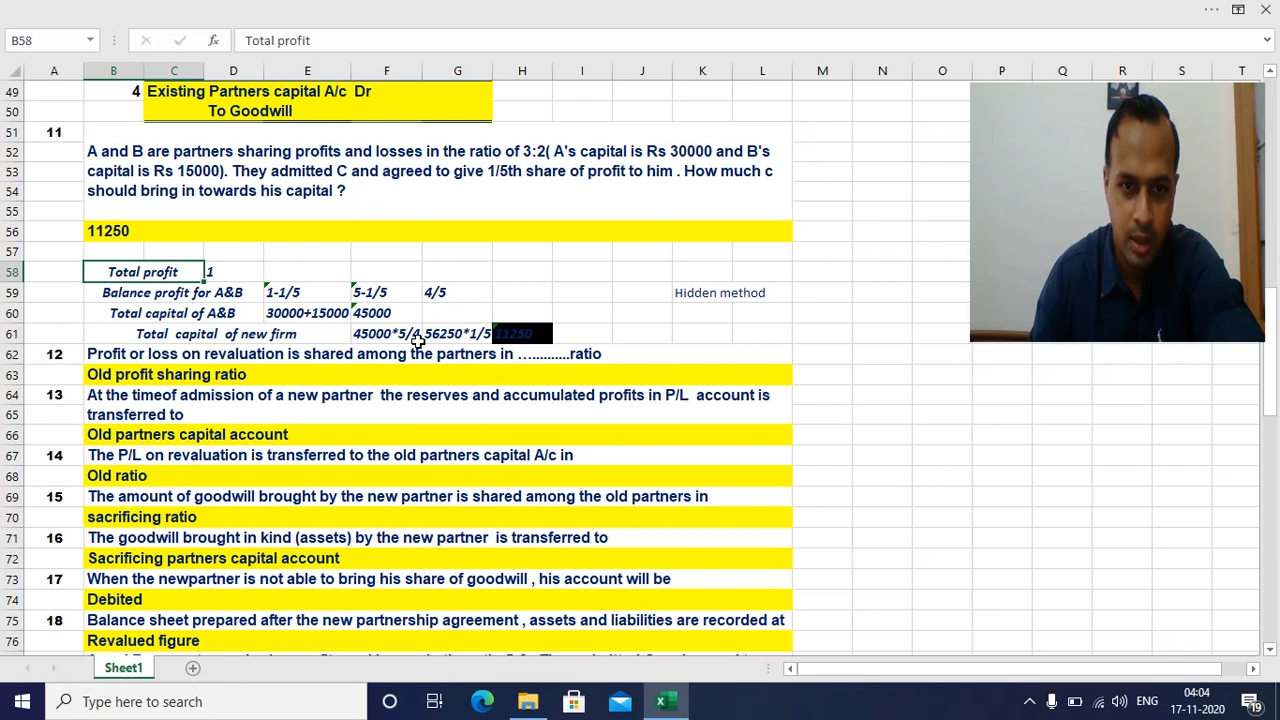 B58
fx
Total profit
A B C D E F G H I J K L M N O P Q R S T
49 4 Existing Partners capital A/c Dr
50 To Goodwill
51 11
52 A and B are partners sharing profits and losses in the ratio of 3:2( A's capital is Rs 30000 and B's
53 capital is Rs 15000). They admitted C and agreed to give 1/5th share of profit to him . How much c
54 should bring in towards his capital ?
55
56 11250
57
58 Total profit 1
59 Balance profit for A&B 1-1/5 5-1/5 4/5 Hidden method
60 Total capital of A&B 30000+15000 45000
61 Total capital of new firm 45000*5/4 56250*1/5 11250
62 12 Profit or loss on revaluation is shared among the partners in …..........ratio
63 Old profit sharing ratio
64 13 At the timeof admission of a new partner the reserves and accumulated profits in P/L account is
65 transferred to
66 Old partners capital account
67 14 The P/L on revaluation is transferred to the old partners capital A/c in
68 Old ratio
69 15 The amount of goodwill brought by the new partner is shared among the old partners in
70 sacrificing ratio
71 16 The goodwill brought in kind (assets) by the new partner is transferred to
72 Sacrificing partners capital account
73 17 When the newpartner is not able to bring his share of goodwill , his account will be
74 Debited
75 18 Balance sheet prepared after the new partnership agreement , assets and liabilities are recorded at
76 Revalued figure
Sheet1
Type here to search
ENG
04:04
17-11-2020
19